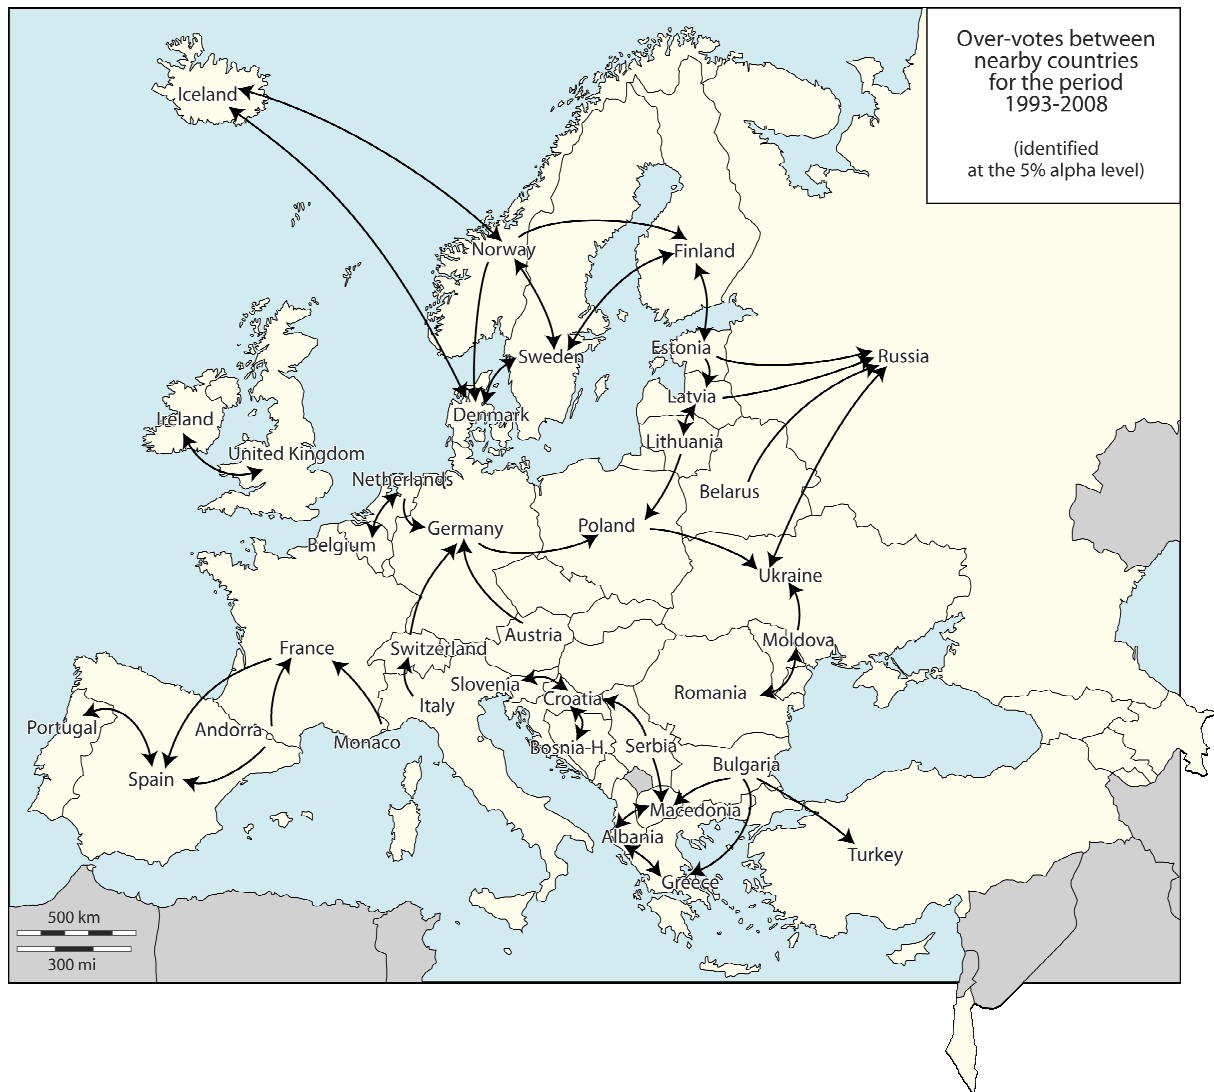 Over-votes between
nearby countries
for the period
1993-2008
(identified
at the 5% alpha level)
Iceland
Norway
Finland
Estonia
Sweden
Russia
Latvia
Denmark
Ireland
Lithuania
United Kingdom
Netherlands
Belarus
Germany
Poland
Belgium
Ukraine
Austria
Moldova
France
Switzerland
Slovenia
Romania
Croatia
Italy
Portugal
Andorra
Monaco
Bosnia-H.
Serbia
Bulgaria
Spain
Macedonia
Albania
Turkey
Greece
500 km
300 mi